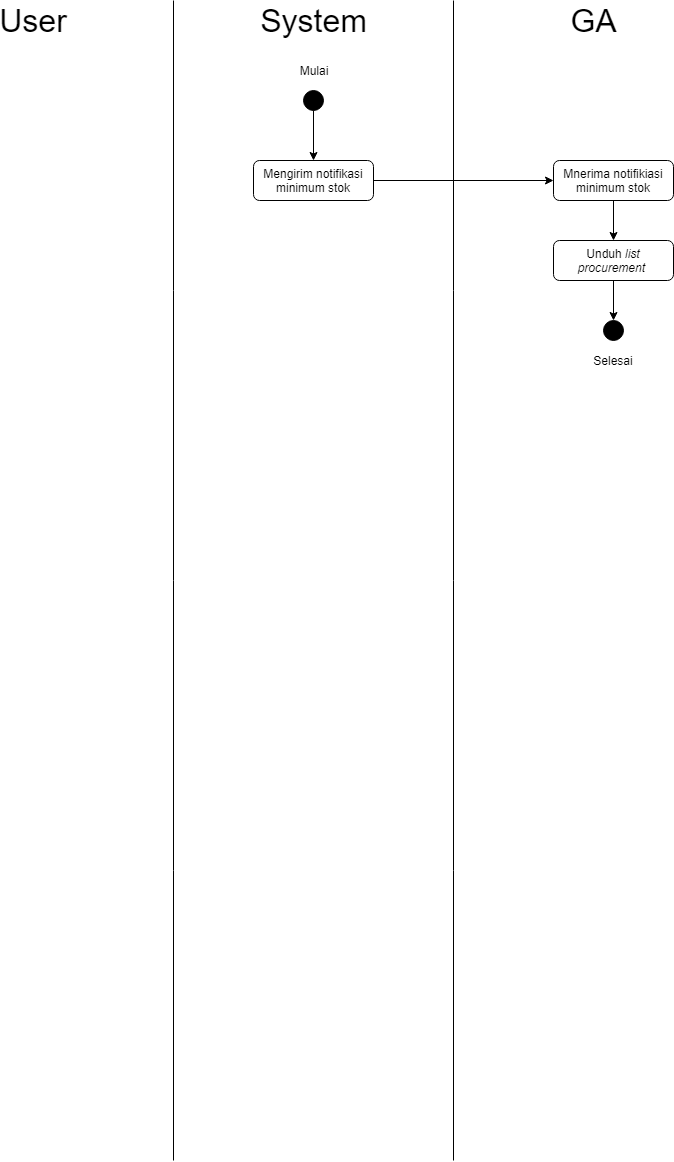 User
System
GA
Mulai
Mengirim notifikasi
minimum stok
Mnerima notifikiasi
minimum stok
Unduh list
procurement
Selesai